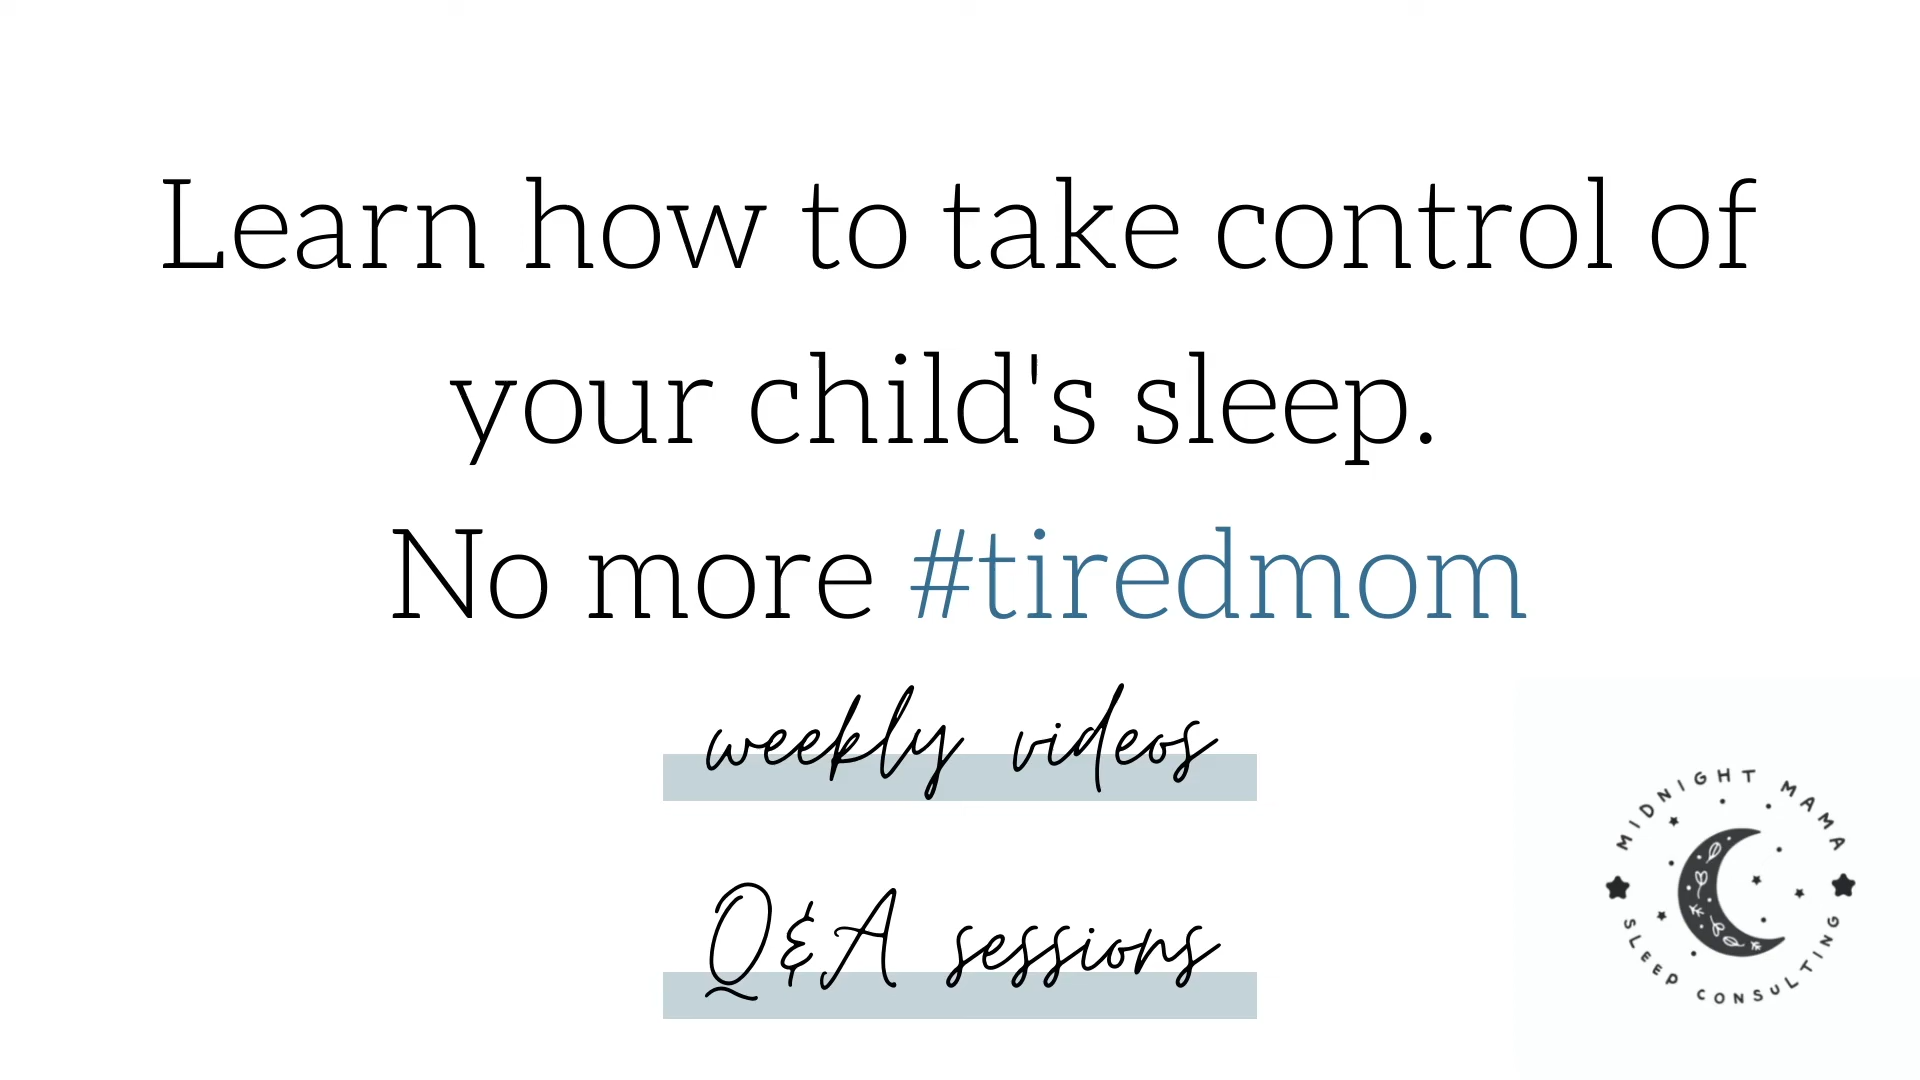 Learn how to take control of
your child's sleep.
No more #tiredmom
weekly videos
Q&A sessions
MIDNIGHT MAMA
SLEEP CONSULTING